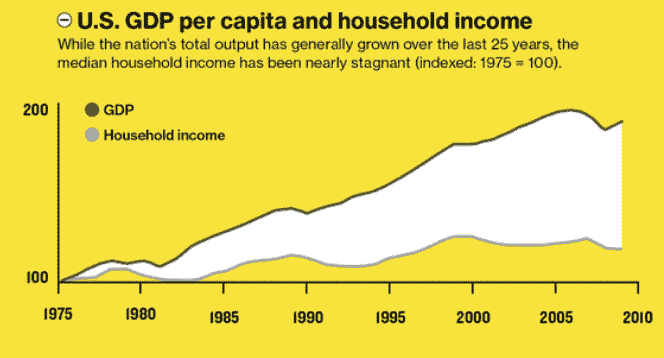 U.S. GDP per capita and household income
While the nation's total output has generally grown over the last 25 years, the
median household income has been nearly stagnant (indexed: 1975 = 100).
200
GDP
Household income
100
1975 1980 1985 1990 1995 2000 2005 2010